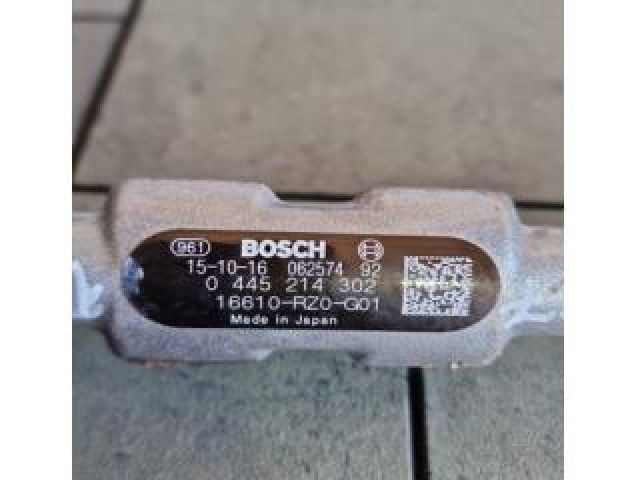 961 BOSCH
15-10-16 062574 92
0 445 214 302
16610-RZ0-G01
Made in Japan